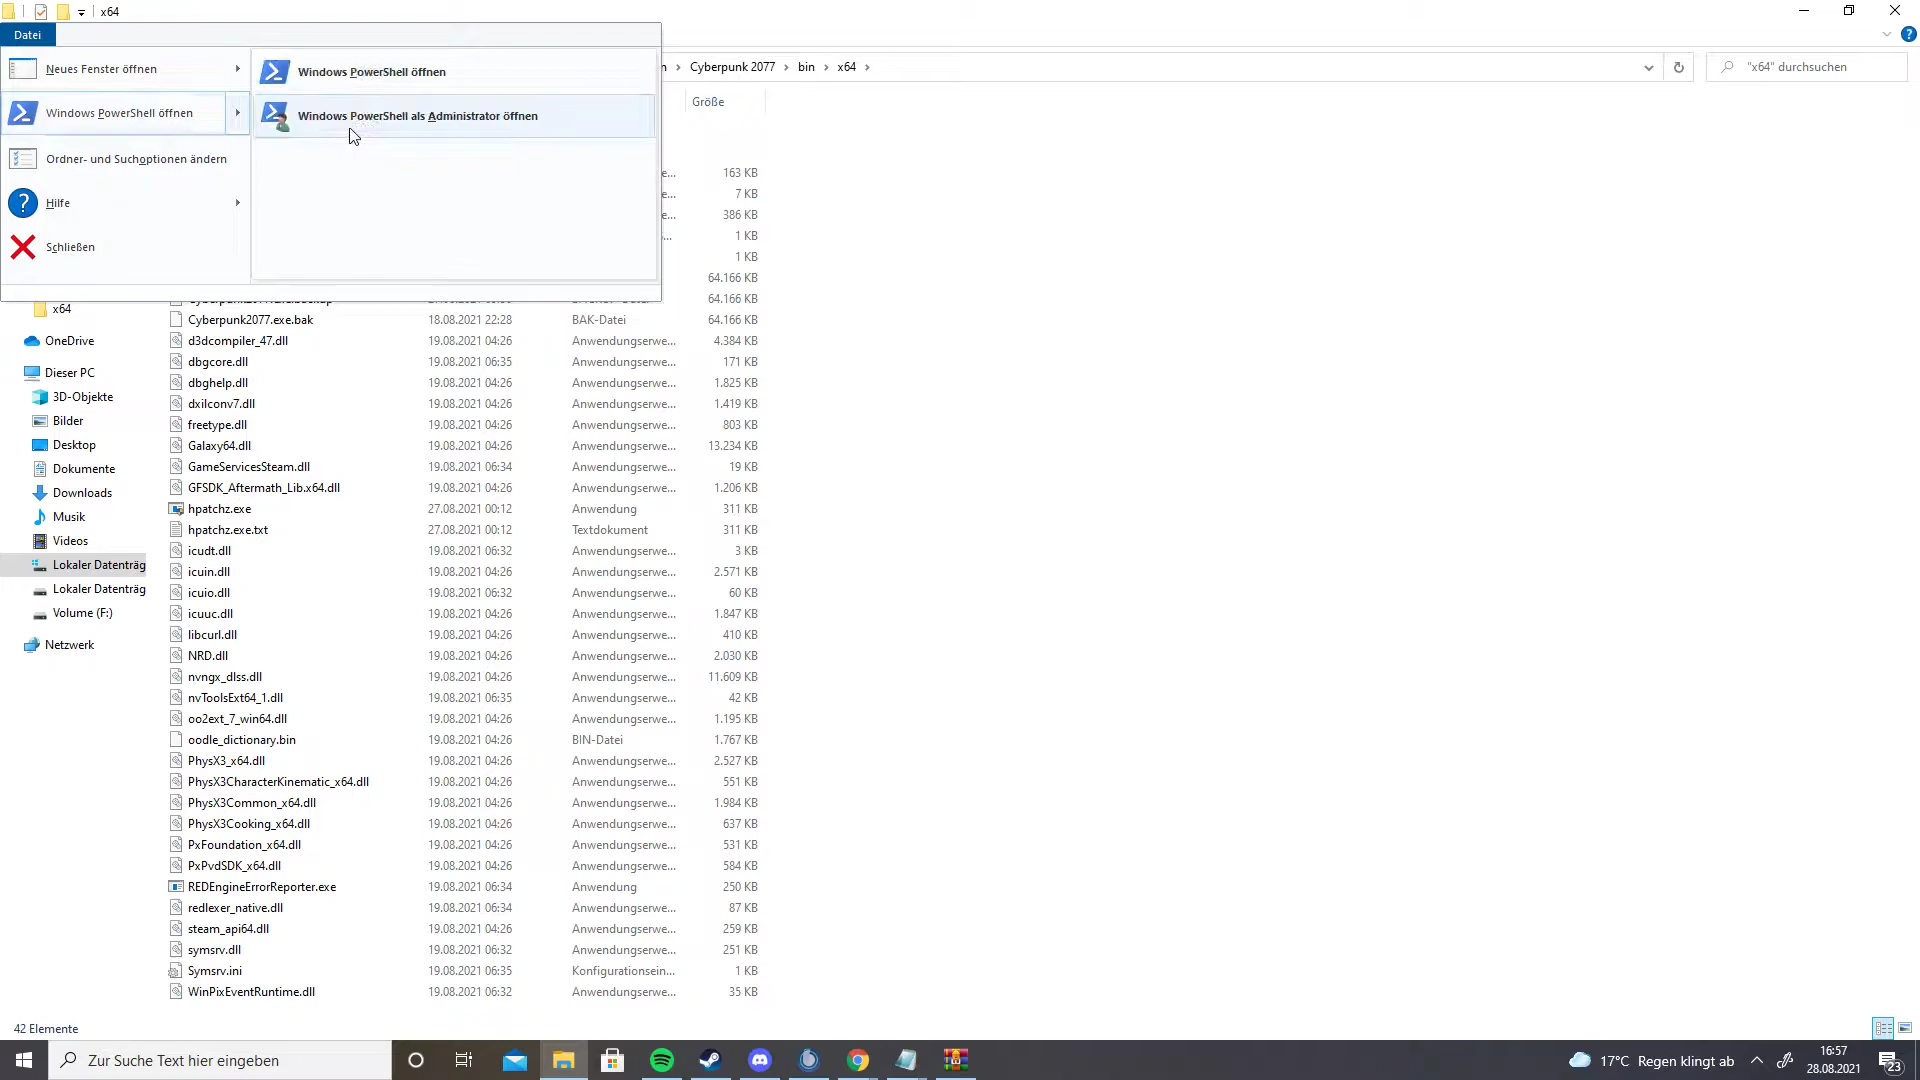 x64
Datei
Neues Fenster öffnen
Windows PowerShell öffnen
Ordner- und Suchoptionen ändern
Hilfe
Schließen
Windows PowerShell öffnen
Windows PowerShell als Administrator öffnen
Cyberpunk 2077 bin x64
"x64" durchsuchen
Größe
163 KB
7 KB
386 KB
1 KB
1 KB
64.166 KB
64.166 KB
Cyberpunk2077.exe.bak 18.08.2021 22:28 BAK-Datei 64.166 KB
d3dcompiler_47.dll 19.08.2021 04:26 Anwendungserwe... 4.384 KB
dbgcore.dll 19.08.2021 06:35 Anwendungserwe... 171 KB
dbghelp.dll 19.08.2021 04:26 Anwendungserwe... 1.825 KB
dxilconv7.dll 19.08.2021 04:26 Anwendungserwe... 1.419 KB
freetype.dll 19.08.2021 04:26 Anwendungserwe... 803 KB
Galaxy64.dll 19.08.2021 04:26 Anwendungserwe... 13.234 KB
GameServicesSteam.dll 19.08.2021 06:34 Anwendungserwe... 19 KB
GFSDK_Aftermath_Lib.x64.dll 19.08.2021 04:26 Anwendungserwe... 1.206 KB
hpatchz.exe 27.08.2021 00:12 Anwendung 311 KB
hpatchz.exe.txt 27.08.2021 00:12 Textdokument 311 KB
icudt.dll 19.08.2021 06:32 Anwendungserwe... 3 KB
icuin.dll 19.08.2021 04:26 Anwendungserwe... 2.571 KB
icuio.dll 19.08.2021 06:32 Anwendungserwe... 60 KB
icuuc.dll 19.08.2021 04:26 Anwendungserwe... 1.847 KB
libcurl.dll 19.08.2021 04:26 Anwendungserwe... 410 KB
NRD.dll 19.08.2021 04:26 Anwendungserwe... 2.030 KB
nvngx_dlss.dll 19.08.2021 04:26 Anwendungserwe... 11.609 KB
nvToolsExt64_1.dll 19.08.2021 06:35 Anwendungserwe... 42 KB
oo2ext_7_win64.dll 19.08.2021 04:26 Anwendungserwe... 1.195 KB
oodle_dictionary.bin 19.08.2021 04:26 BIN-Datei 1.767 KB
PhysX3_x64.dll 19.08.2021 04:26 Anwendungserwe... 2.527 KB
PhysX3CharacterKinematic_x64.dll 19.08.2021 04:26 Anwendungserwe... 551 KB
PhysX3Common_x64.dll 19.08.2021 04:26 Anwendungserwe... 1.984 KB
PhysX3Cooking_x64.dll 19.08.2021 04:26 Anwendungserwe... 637 KB
PxFoundation_x64.dll 19.08.2021 04:26 Anwendungserwe... 531 KB
PxPvdSDK_x64.dll 19.08.2021 04:26 Anwendungserwe... 584 KB
REDEngineErrorReporter.exe 19.08.2021 06:34 Anwendung 250 KB
redlexer_native.dll 19.08.2021 06:34 Anwendungserwe... 87 KB
steam_api64.dll 19.08.2021 04:26 Anwendungserwe... 259 KB
symsrv.dll 19.08.2021 06:32 Anwendungserwe... 251 KB
Symsrv.ini 19.08.2021 06:35 Konfigurationsein... 1 KB
WinPixEventRuntime.dll 19.08.2021 06:32 Anwendungserwe... 35 KB
x64
OneDrive
Dieser PC
3D-Objekte
Bilder
Desktop
Dokumente
Downloads
Musik
Videos
Lokaler Datenträg
Lokaler Datenträg
Volume (F:)
Netzwerk
42 Elemente
Zur Suche Text hier eingeben
17°C Regen klingt ab
16:57
28.08.2021
23